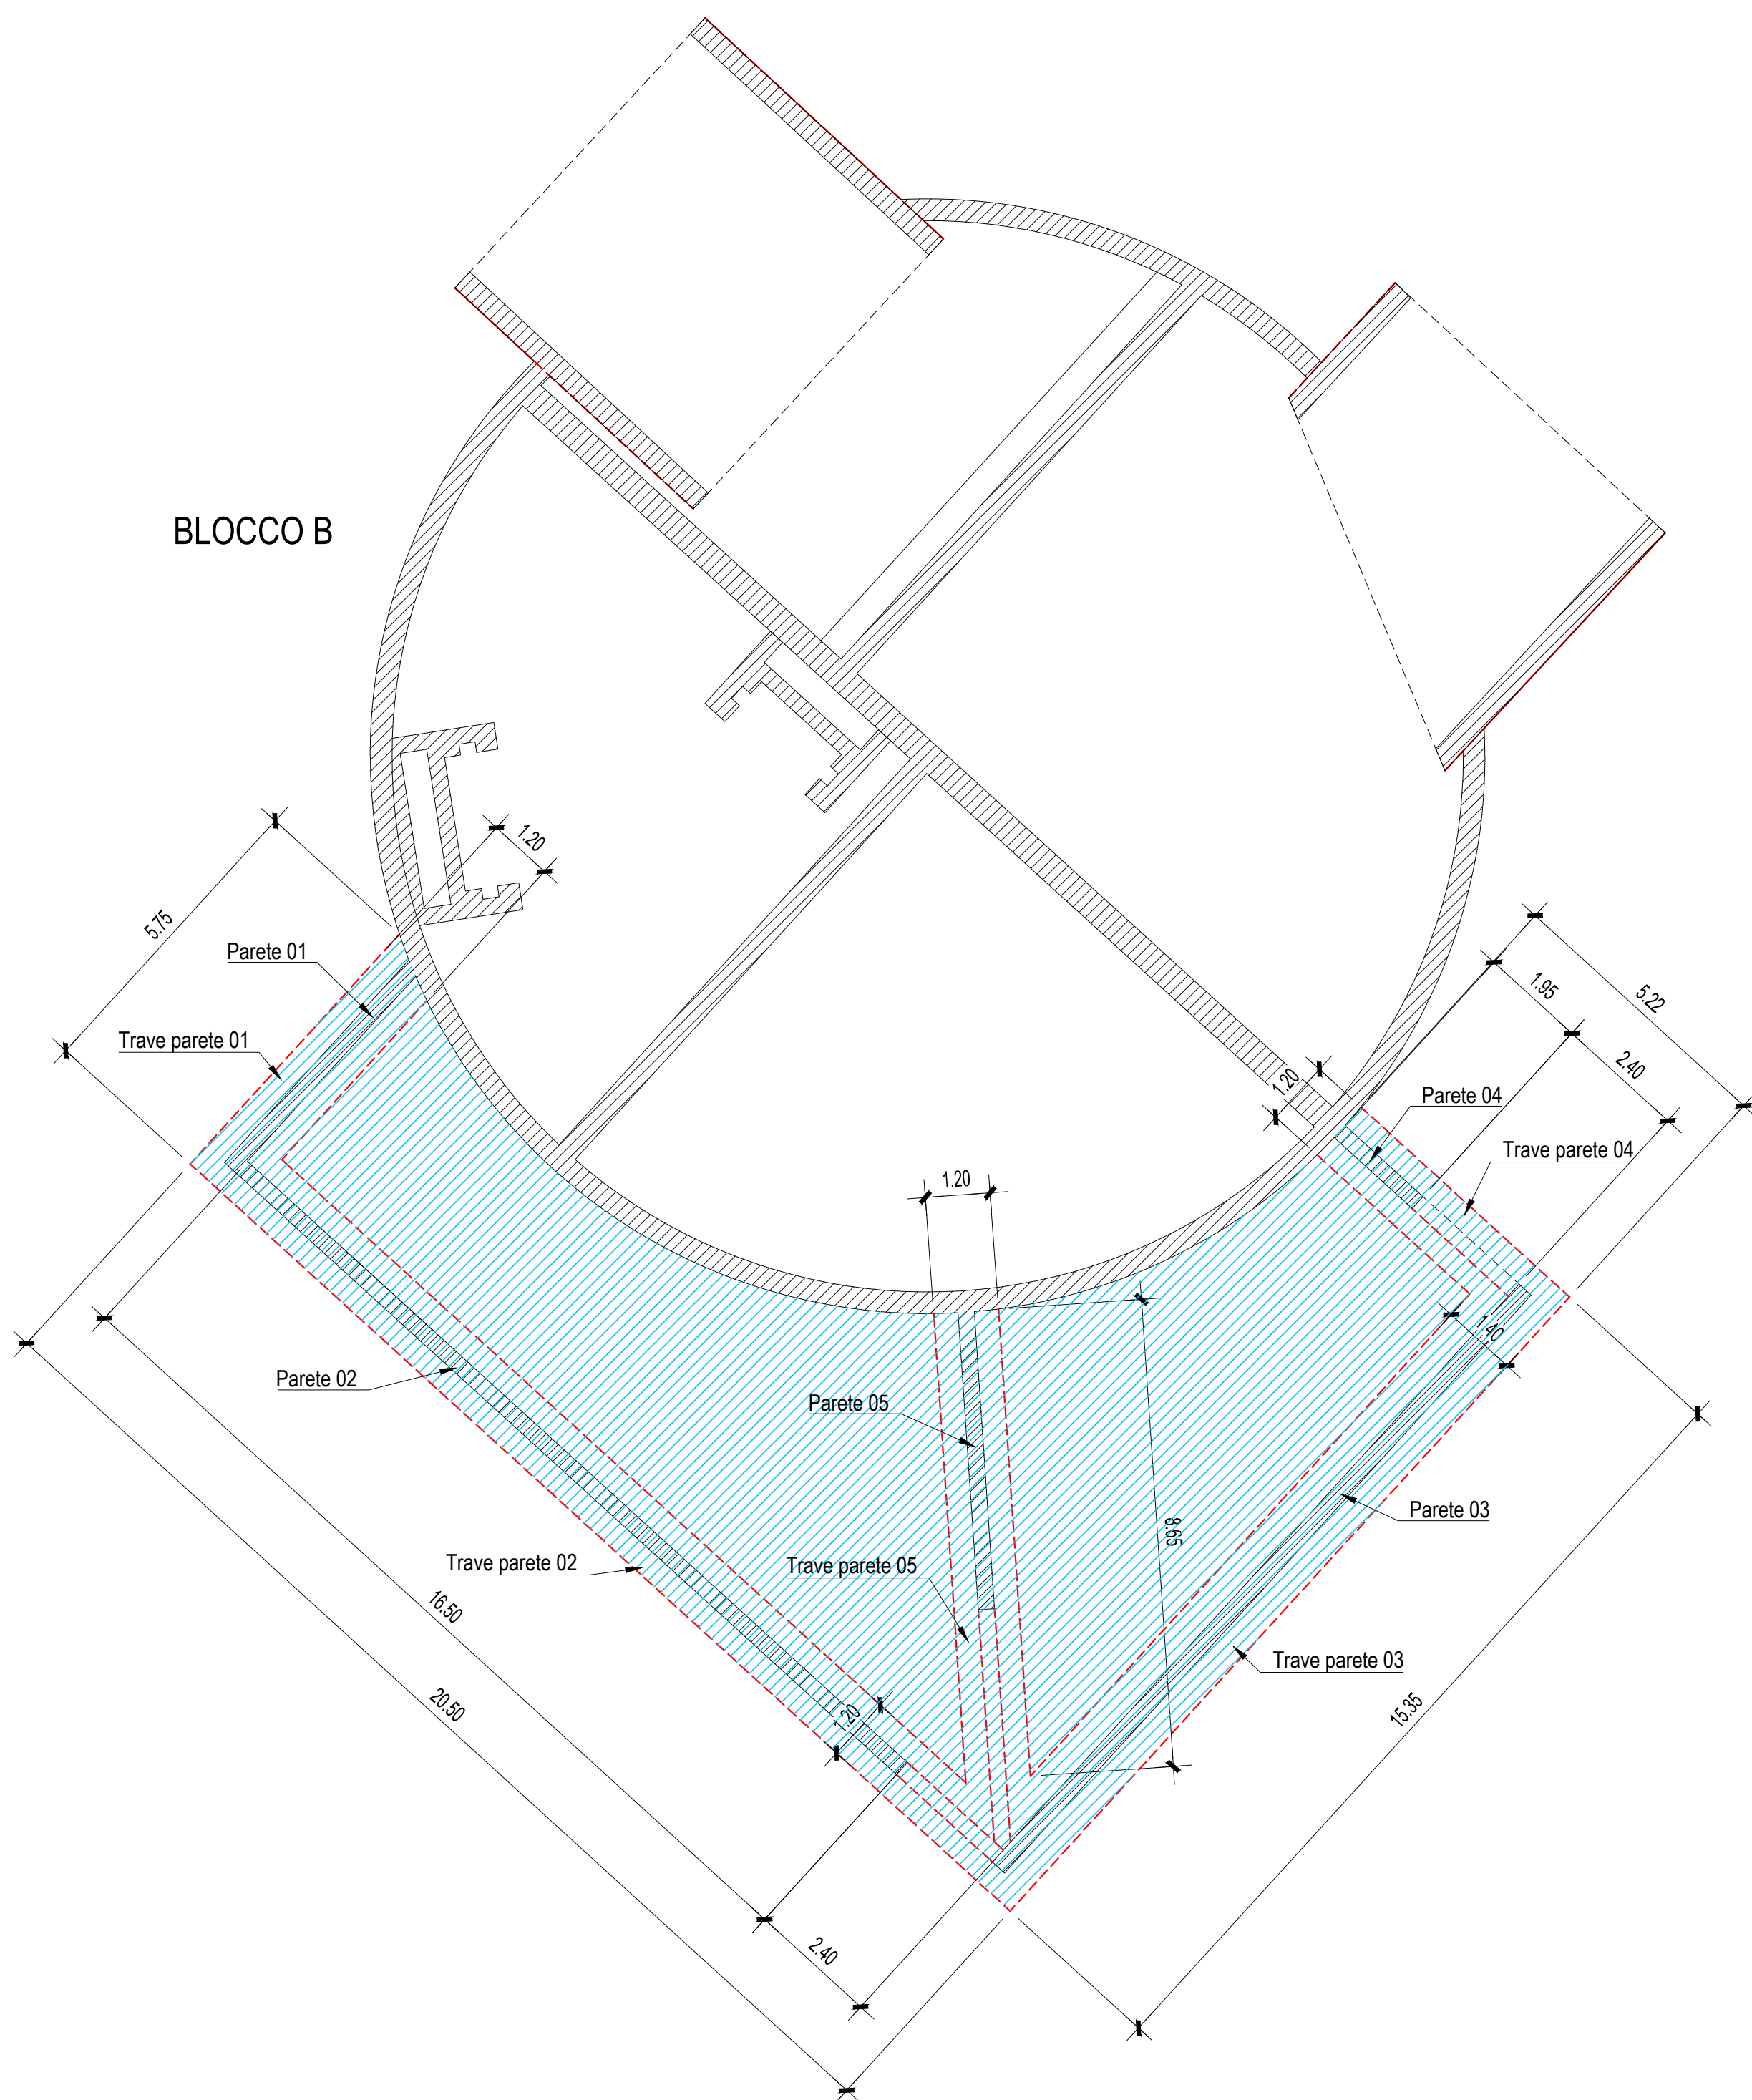 BLOCCO B
1.20
5.75
Parete 01
Trave parete 01
5.22
1.95
2.40
1.20
Parete 04
Trave parete 04
1.20
1.40
Parete 02
Parete 05
Parete 03
8.65
Trave parete 02
Trave parete 05
16.50
Trave parete 03
20.50
1.20
15.35
2.40